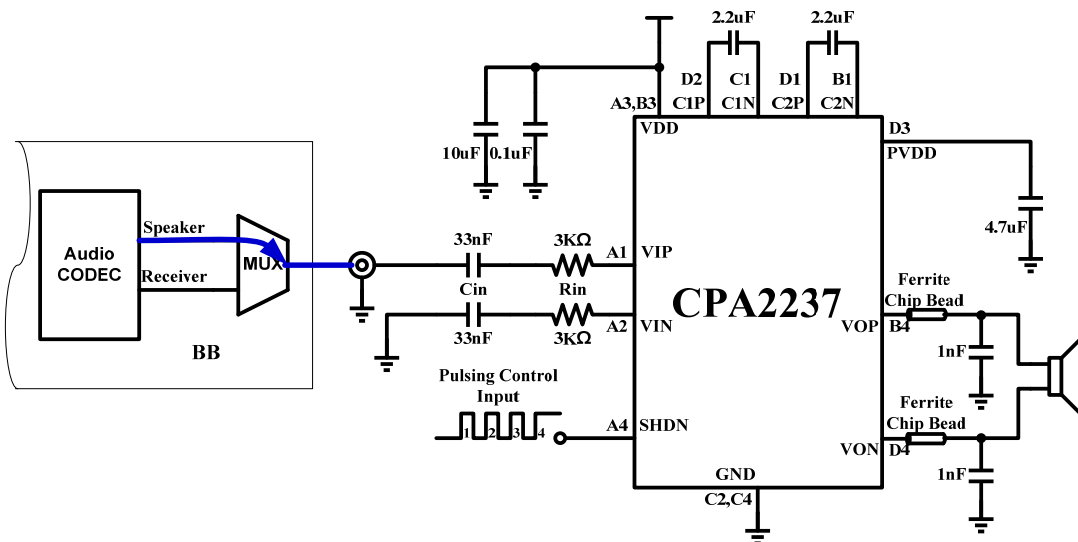 2.2uF
2.2uF
D2
C1
D1
B1
A3,B3
C1P
C1N
C2P
C2N
VDD
D3
PVDD
10uF
0.1uF
4.7uF
Speaker
Audio
CODEC
MUX
Receiver
BB
33nF
3KΩ
A1
VIP
Cin
Rin
CPA2237
A2
VIN
33nF
3KΩ
Ferrite
Chip Bead
VOP
B4
1nF
Pulsing Control
Input
1
2
3
4
A4
SHDN
Ferrite
Chip Bead
VON
D4
1nF
GND
C2,C4